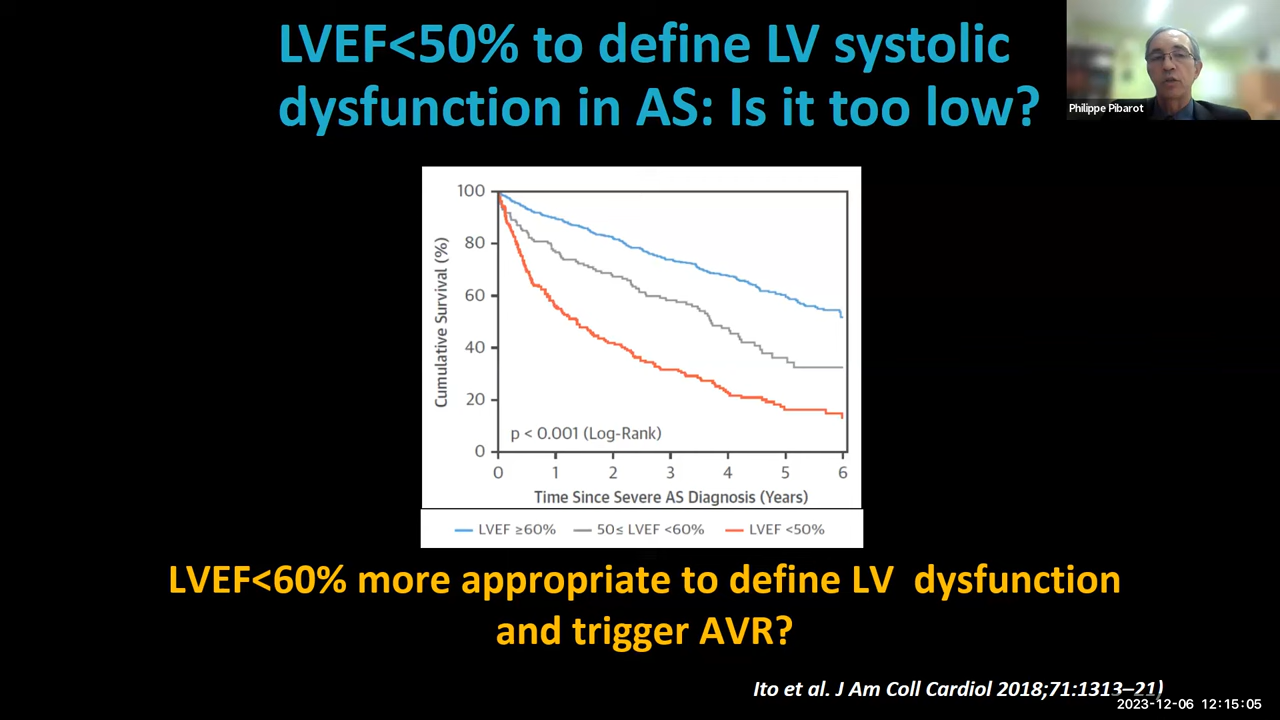 LVEF<50% to define LV systolic
dysfunction in AS: Is it too low?
Philippe Pibarot
100
80
60
40
20
0
Cumulative Survival (%)
p < 0.001 (Log-Rank)
0 1 2 3 4 5 6
Time Since Severe AS Diagnosis (Years)
LVEF ≥60% 50≤ LVEF <60% LVEF <50%
LVEF<60% more appropriate to define LV dysfunction
and trigger AVR?
Ito et al. J Am Coll Cardiol 2018;71:1313–21)
2023-12-06 12:15:05